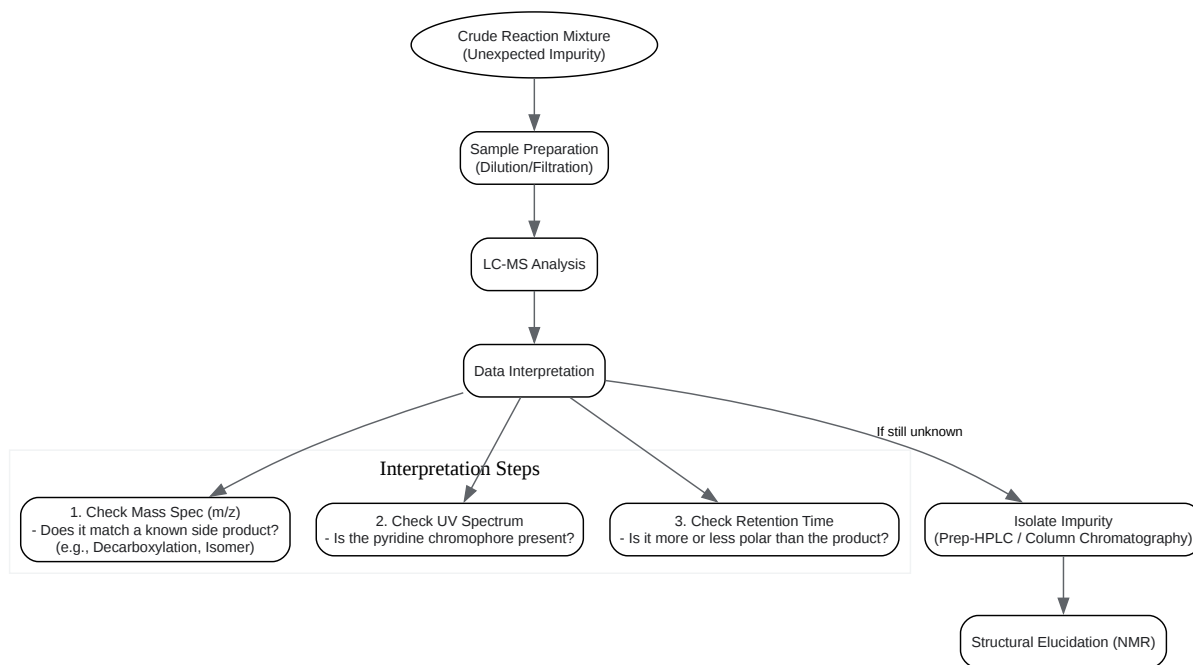 Crude Reaction Mixture
(Unexpected Impurity)
Sample Preparation
(Dilution/Filtration)
LC-MS Analysis
Data Interpretation
If still unknown
Interpretation Steps
1. Check Mass Spec (m/z)
- Does it match a known side product?
(e.g., Decarboxylation, Isomer)
2. Check UV Spectrum
- Is the pyridine chromophore present?
3. Check Retention Time
- Is it more or less polar than the product?
Isolate Impurity
(Prep-HPLC / Column Chromatography)
Structural Elucidation (NMR)